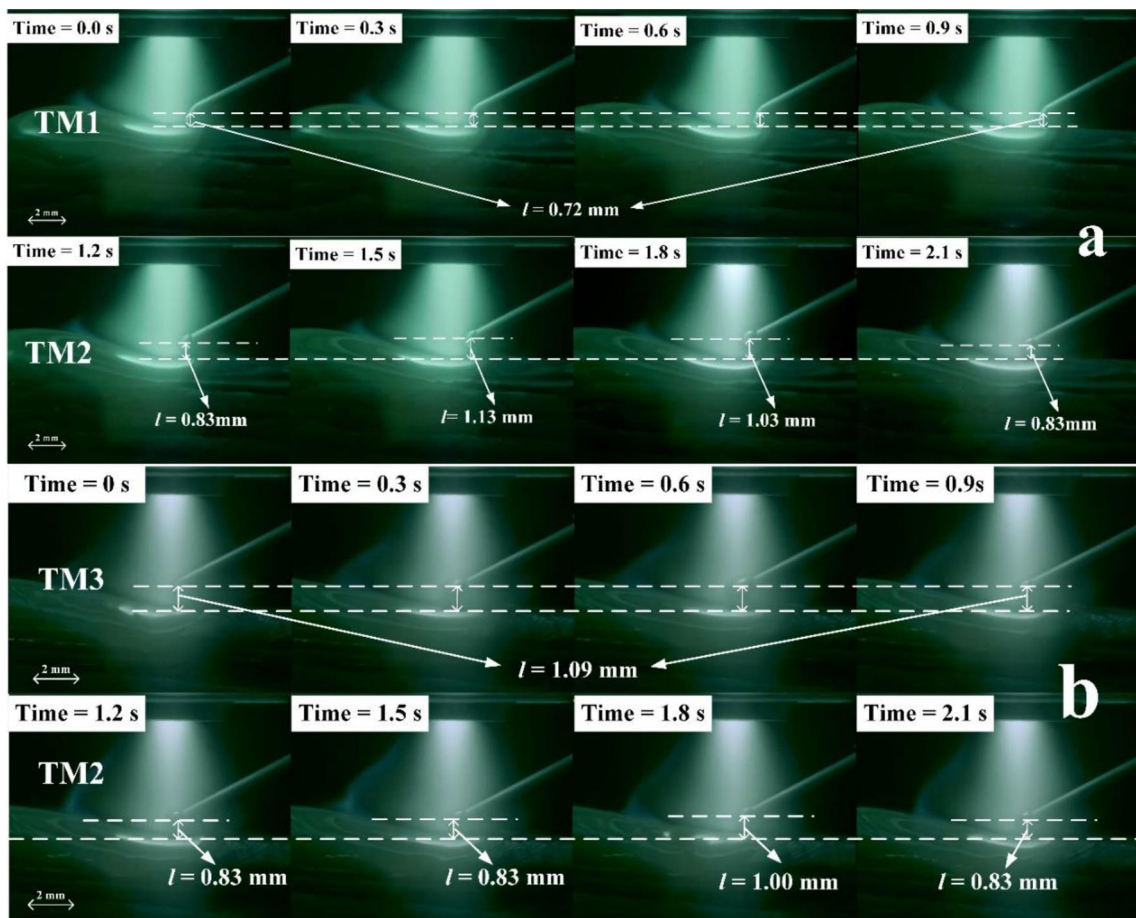 Time = 0.0 s
Time = 0.3 s
Time = 0.6 s
Time = 0.9 s
TM1
l = 0.72 mm
2 mm
a
Time = 1.2 s
Time = 1.5 s
Time = 1.8 s
Time = 2.1 s
TM2
l = 0.83mm
l= 1.13 mm
l = 1.03 mm
l = 0.83mm
2 mm
Time = 0 s
Time = 0.3 s
Time = 0.6 s
Time = 0.9s
TM3
l = 1.09 mm
2 mm
b
Time = 1.2 s
Time = 1.5 s
Time = 1.8 s
Time = 2.1 s
TM2
l = 0.83 mm
l = 0.83 mm
l = 1.00 mm
l = 0.83 mm
2 mm